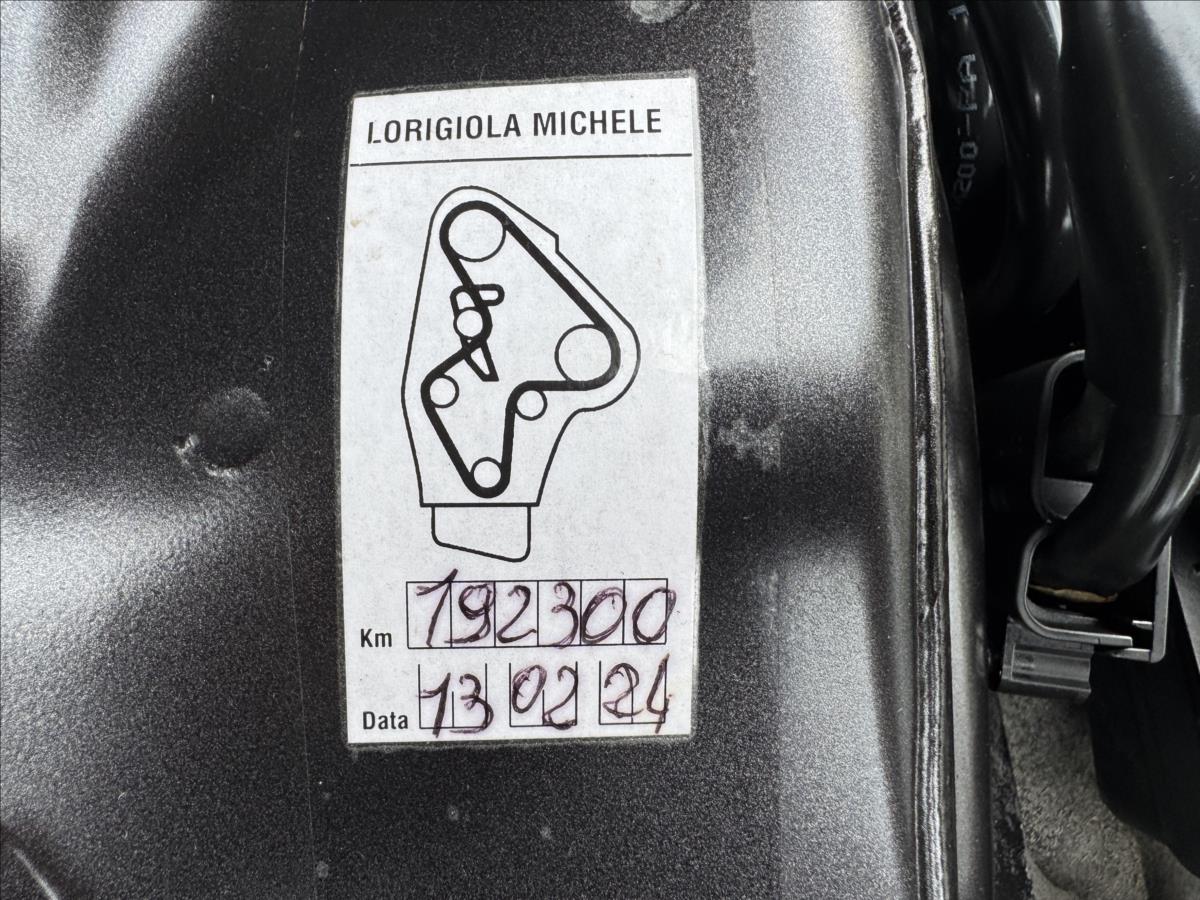 LORIGIOLA MICHELE
Km 192300
Data 13 02 24